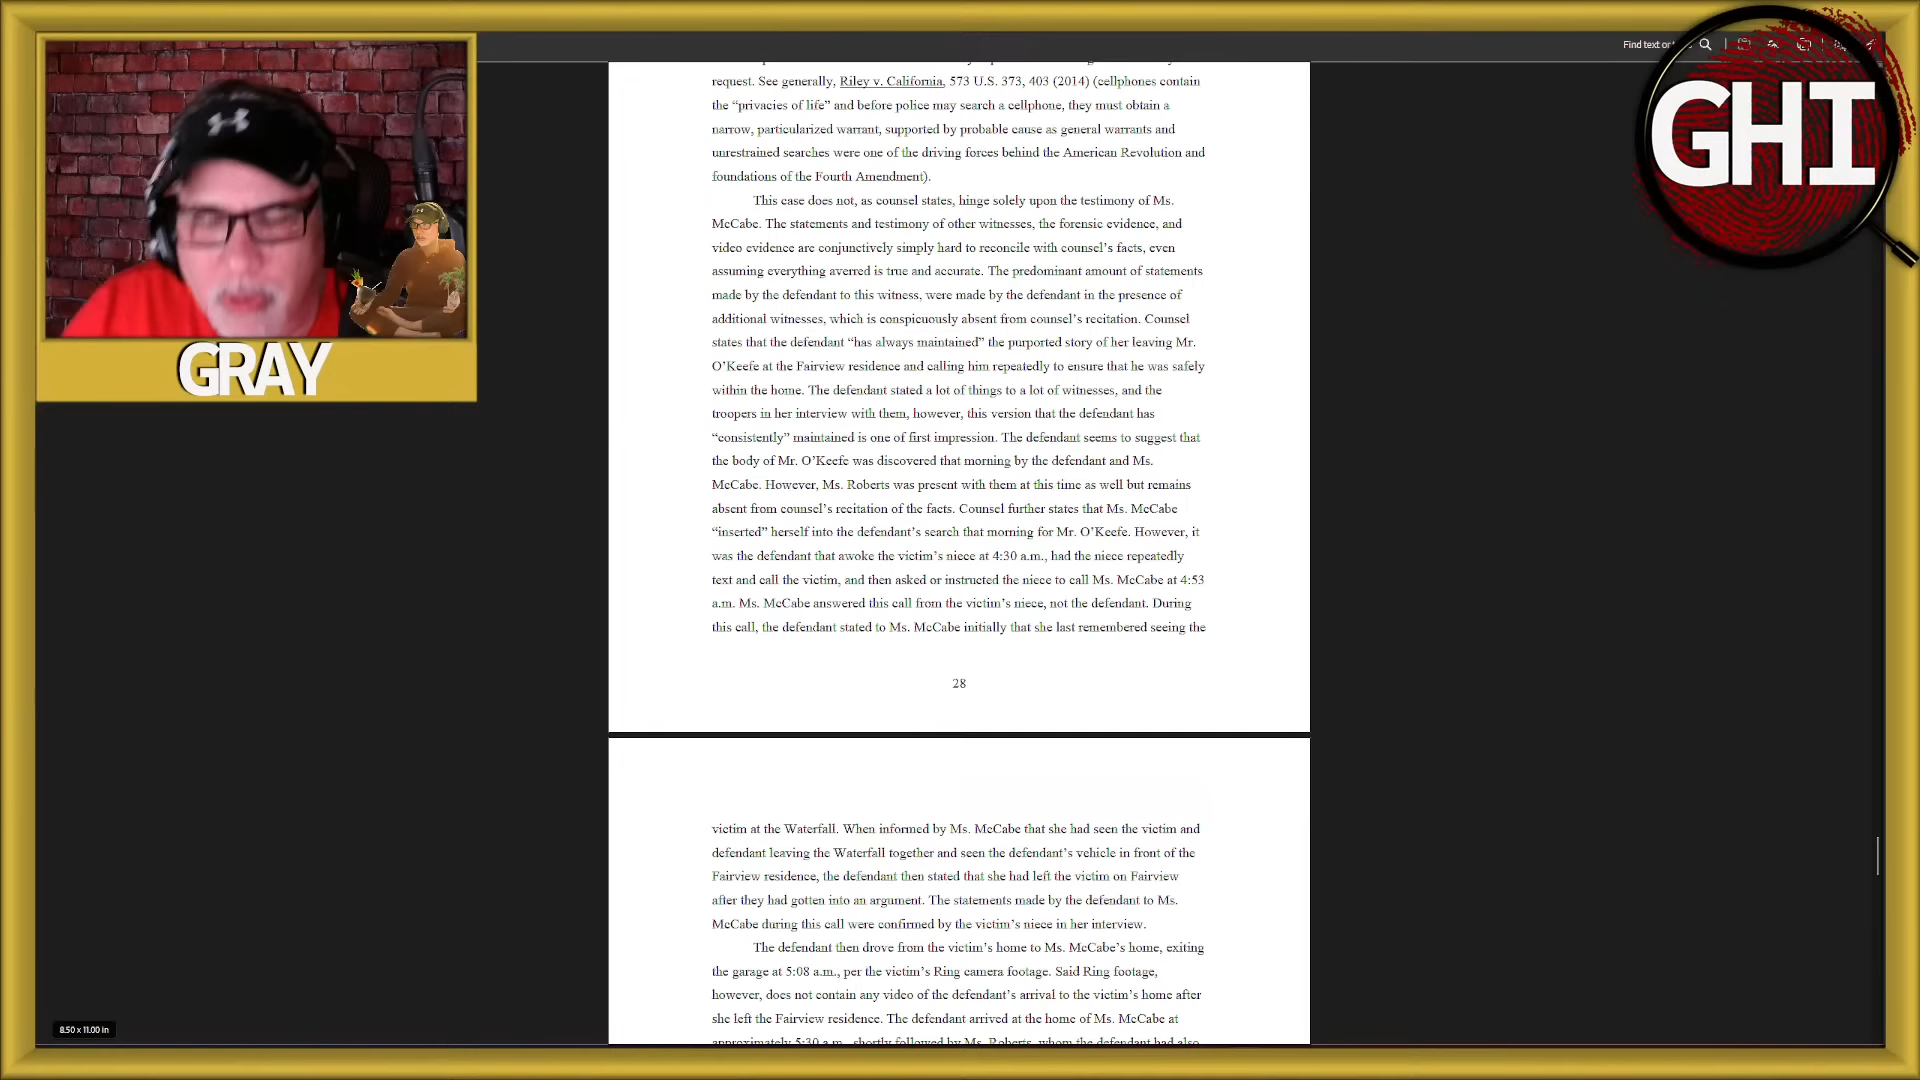 Find text or t
GHI
GRAY
request. See generally, Riley v. California, 573 U.S. 373, 403 (2014) (cellphones contain
the “privacies of life” and before police may search a cellphone, they must obtain a
narrow, particularized warrant, supported by probable cause as general warrants and
unrestrained searches were one of the driving forces behind the American Revolution and
foundations of the Fourth Amendment).
This case does not, as counsel states, hinge solely upon the testimony of Ms.
McCabe. The statements and testimony of other witnesses, the forensic evidence, and
video evidence are conjunctively simply hard to reconcile with counsel’s facts, even
assuming everything averred is true and accurate. The predominant amount of statements
made by the defendant to this witness, were made by the defendant in the presence of
additional witnesses, which is conspicuously absent from counsel’s recitation. Counsel
states that the defendant “has always maintained” the purported story of her leaving Mr.
O’Keefe at the Fairview residence and calling him repeatedly to ensure that he was safely
within the home. The defendant stated a lot of things to a lot of witnesses, and the
troopers in her interview with them, however, this version that the defendant has
“consistently” maintained is one of first impression. The defendant seems to suggest that
the body of Mr. O’Keefe was discovered that morning by the defendant and Ms.
McCabe. However, Ms. Roberts was present with them at this time as well but remains
absent from counsel’s recitation of the facts. Counsel further states that Ms. McCabe
“inserted” herself into the defendant’s search that morning for Mr. O’Keefe. However, it
was the defendant that awoke the victim’s niece at 4:30 a.m., had the niece repeatedly
text and call the victim, and then asked or instructed the niece to call Ms. McCabe at 4:53
a.m. Ms. McCabe answered this call from the victim’s niece, not the defendant. During
this call, the defendant stated to Ms. McCabe initially that she last remembered seeing the
28
victim at the Waterfall. When informed by Ms. McCabe that she had seen the victim and
defendant leaving the Waterfall together and seen the defendant’s vehicle in front of the
Fairview residence, the defendant then stated that she had left the victim on Fairview
after they had gotten into an argument. The statements made by the defendant to Ms.
McCabe during this call were confirmed by the victim’s niece in her interview.
The defendant then drove from the victim’s home to Ms. McCabe’s home, exiting
the garage at 5:08 a.m., per the victim’s Ring camera footage. Said Ring footage,
however, does not contain any video of the defendant’s arrival to the victim’s home after
she left the Fairview residence. The defendant arrived at the home of Ms. McCabe at
approximately 5:30 a.m., shortly followed by Ms. Roberts, whom the defendant had also
8.50 x 11.00 in